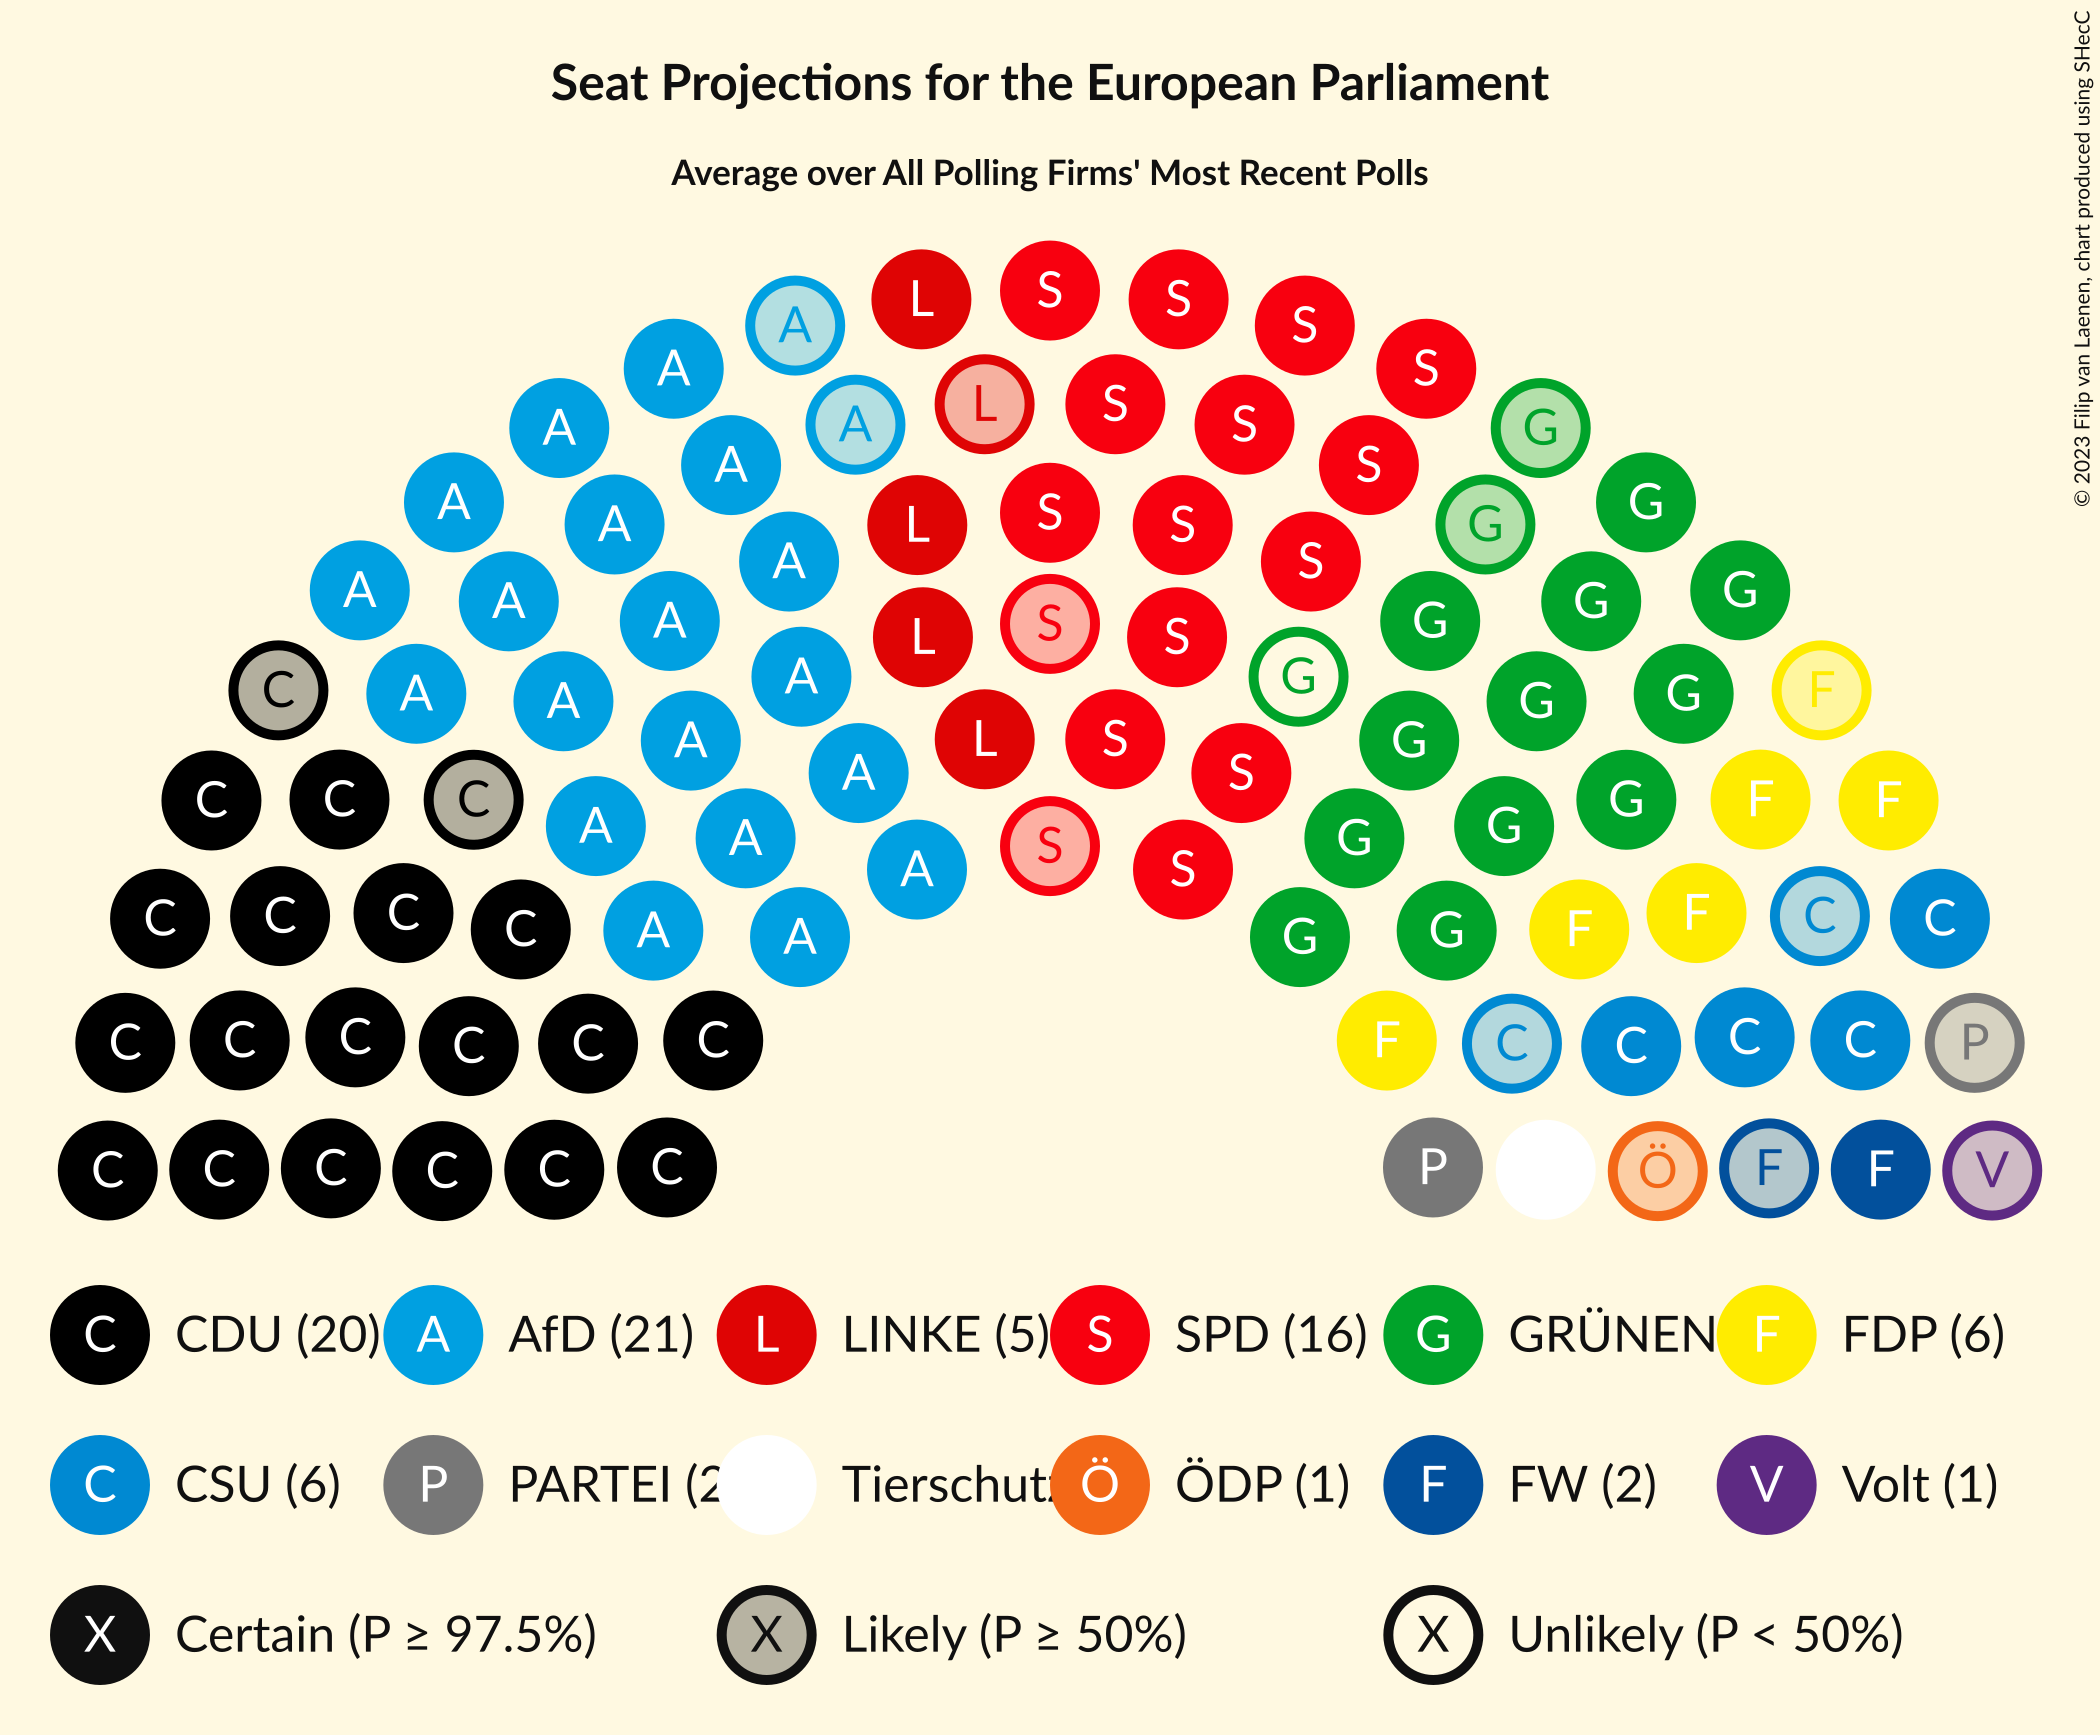 Seat Projections for the European Parliament
Average over All Polling Firms' Most Recent Polls
© 2023 Filip van Laenen, chart produced using SHecC
A L S S S S
A A L S S S S G
A A A L S S S G G
A A A A L S S G G G G
C A A A A L S S G G G G F
C C C A A A S S G G G F F
C C C C A A G G F F C C
C C C C C C F C C C C P
C C C C C C P Ö F F V
C CDU (20) A AfD (21) L LINKE (5) S SPD (16) G GRÜNEN F FDP (6)
C CSU (6) P PARTEI (2 Tierschutz Ö ÖDP (1) F FW (2) V Volt (1)
X Certain (P ≥ 97.5%) X Likely (P ≥ 50%) X Unlikely (P < 50%)